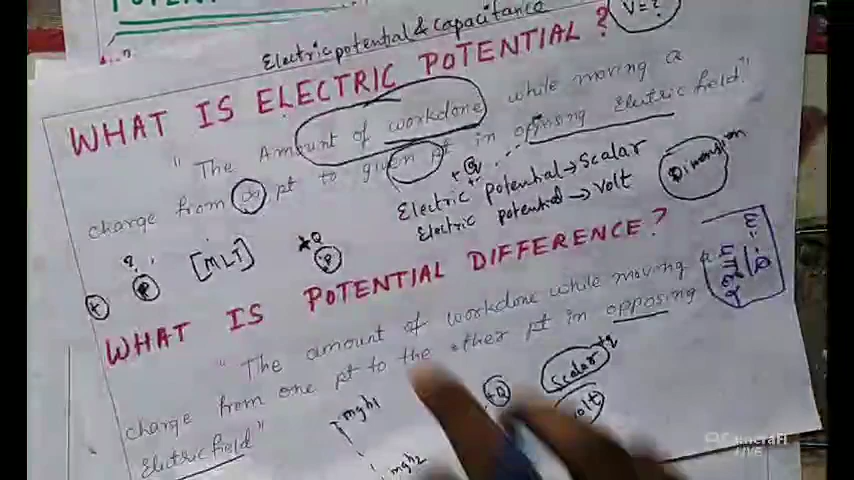 Electric potential & capacitance
V=?
WHAT IS ELECTRIC POTENTIAL?
"The Amount of workdone while moving a
charge from ∞ pt to given pt in opposing Electric field."
Electric potential → Scalar
Electric potential → Volt
Dimension
[MLT]
+Q
P
WHAT IS POTENTIAL DIFFERENCE?
"The amount of workdone while moving
charge from one pt to the other pt in opposing
Electric field"
Scalar
+Q
mgh1
mgh2
CameraFi
LIVE